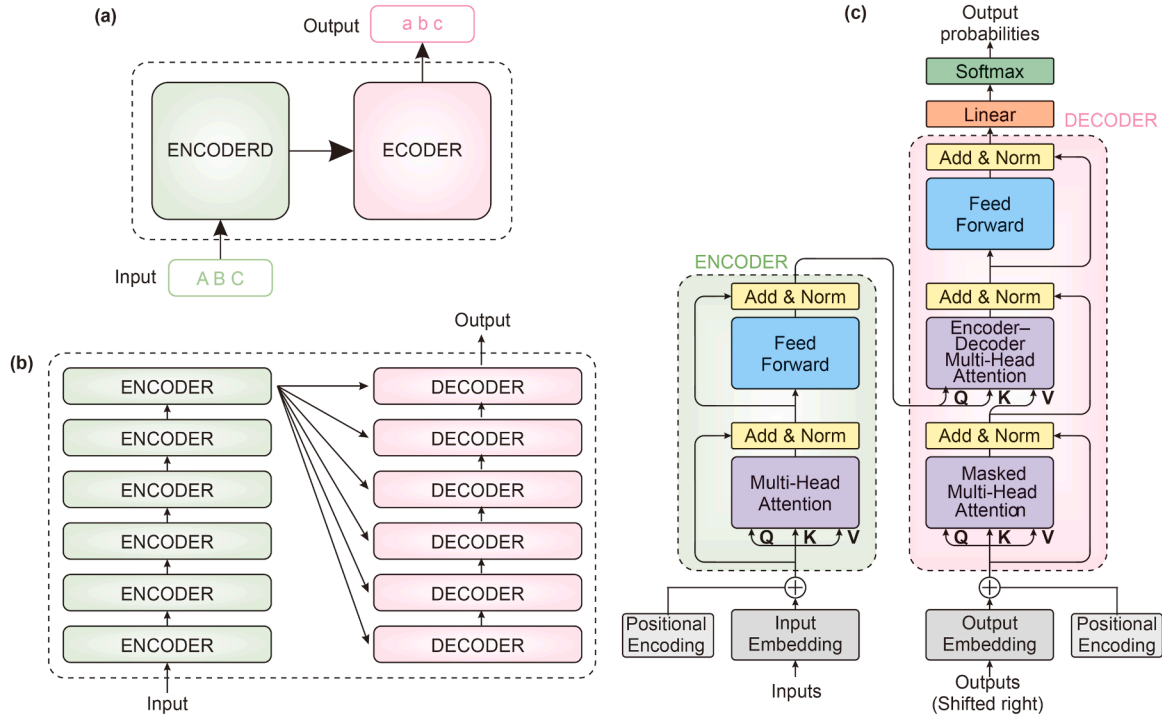 (a)
Output
a b c
ENCODERD
ECODER
Input
A B C
(b)
Output
ENCODER
DECODER
ENCODER
DECODER
ENCODER
DECODER
ENCODER
DECODER
ENCODER
DECODER
ENCODER
DECODER
Input
(c)
Output
probabilities
Softmax
Linear
DECODER
Add & Norm
Feed
Forward
Add & Norm
Encoder–
Decoder
Multi-Head
Attention
Q K V
Add & Norm
Masked
Multi-Head
Attention
Q K V
ENCODER
Add & Norm
Feed
Forward
Add & Norm
Multi-Head
Attention
Q K V
Positional
Encoding
Input
Embedding
Inputs
Output
Embedding
Positional
Encoding
Outputs
(Shifted right)